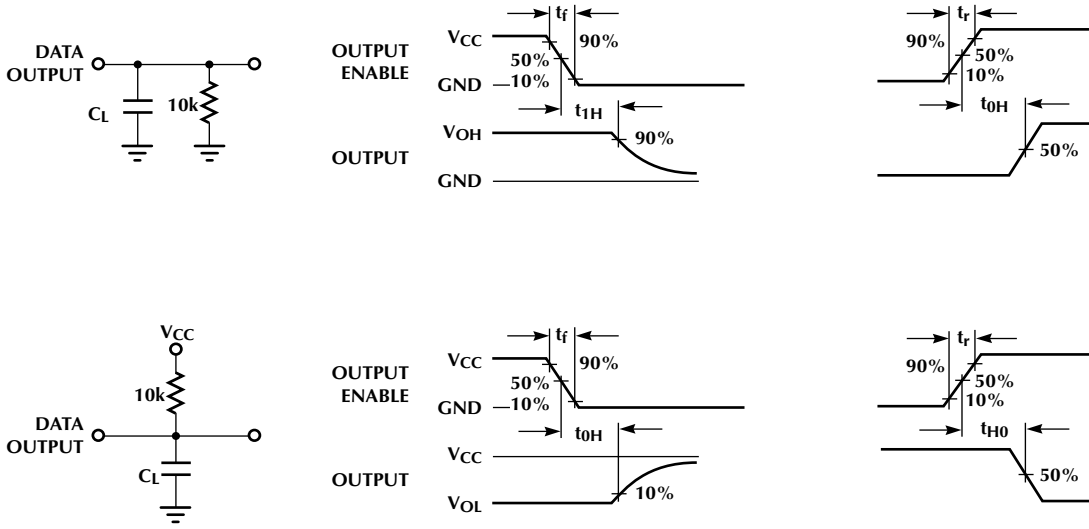 DATA
OUTPUT
CL
10k
OUTPUT
ENABLE
VCC
GND
tf
90%
50%
10%
t1H
OUTPUT
VOH
GND
90%
tr
90%
50%
10%
t0H
50%
VCC
10k
DATA
OUTPUT
CL
OUTPUT
ENABLE
VCC
GND
tf
90%
50%
10%
t0H
OUTPUT
VCC
VOL
10%
tr
90%
50%
10%
tH0
50%